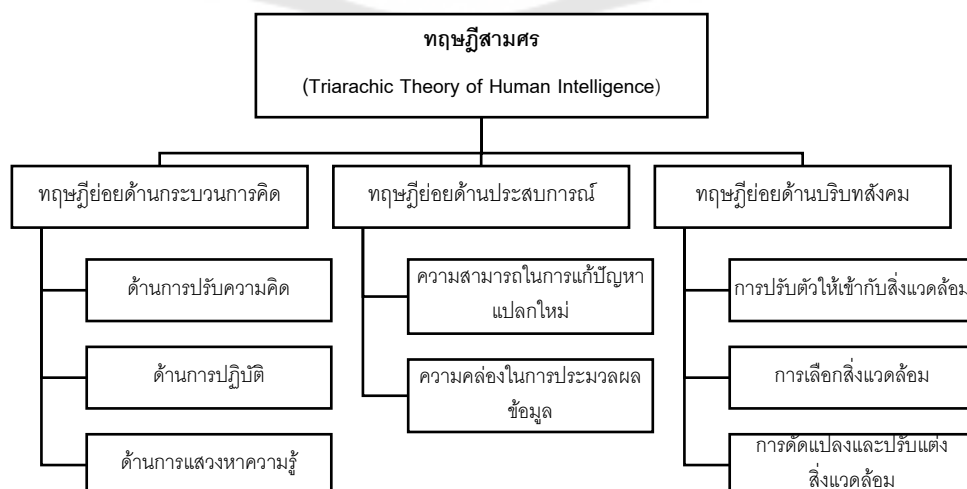 ทฤษฎีสามศร
(Triarachic Theory of Human Intelligence)
ทฤษฎีย่อยด้านกระบวนการคิด
ด้านการปรับความคิด
ด้านการปฏิบัติ
ด้านการแสวงหาความรู้
ทฤษฎีย่อยด้านประสบการณ์
ความสามารถในการแก้ปัญหา
แปลกใหม่
ความคล่องในการประมวลผล
ข้อมูล
ทฤษฎีย่อยด้านบริบทสังคม
การปรับตัวให้เข้ากับสิ่งแวดล้อม
การเลือกสิ่งแวดล้อม
การดัดแปลงและปรับแต่ง
สิ่งแวดล้อม